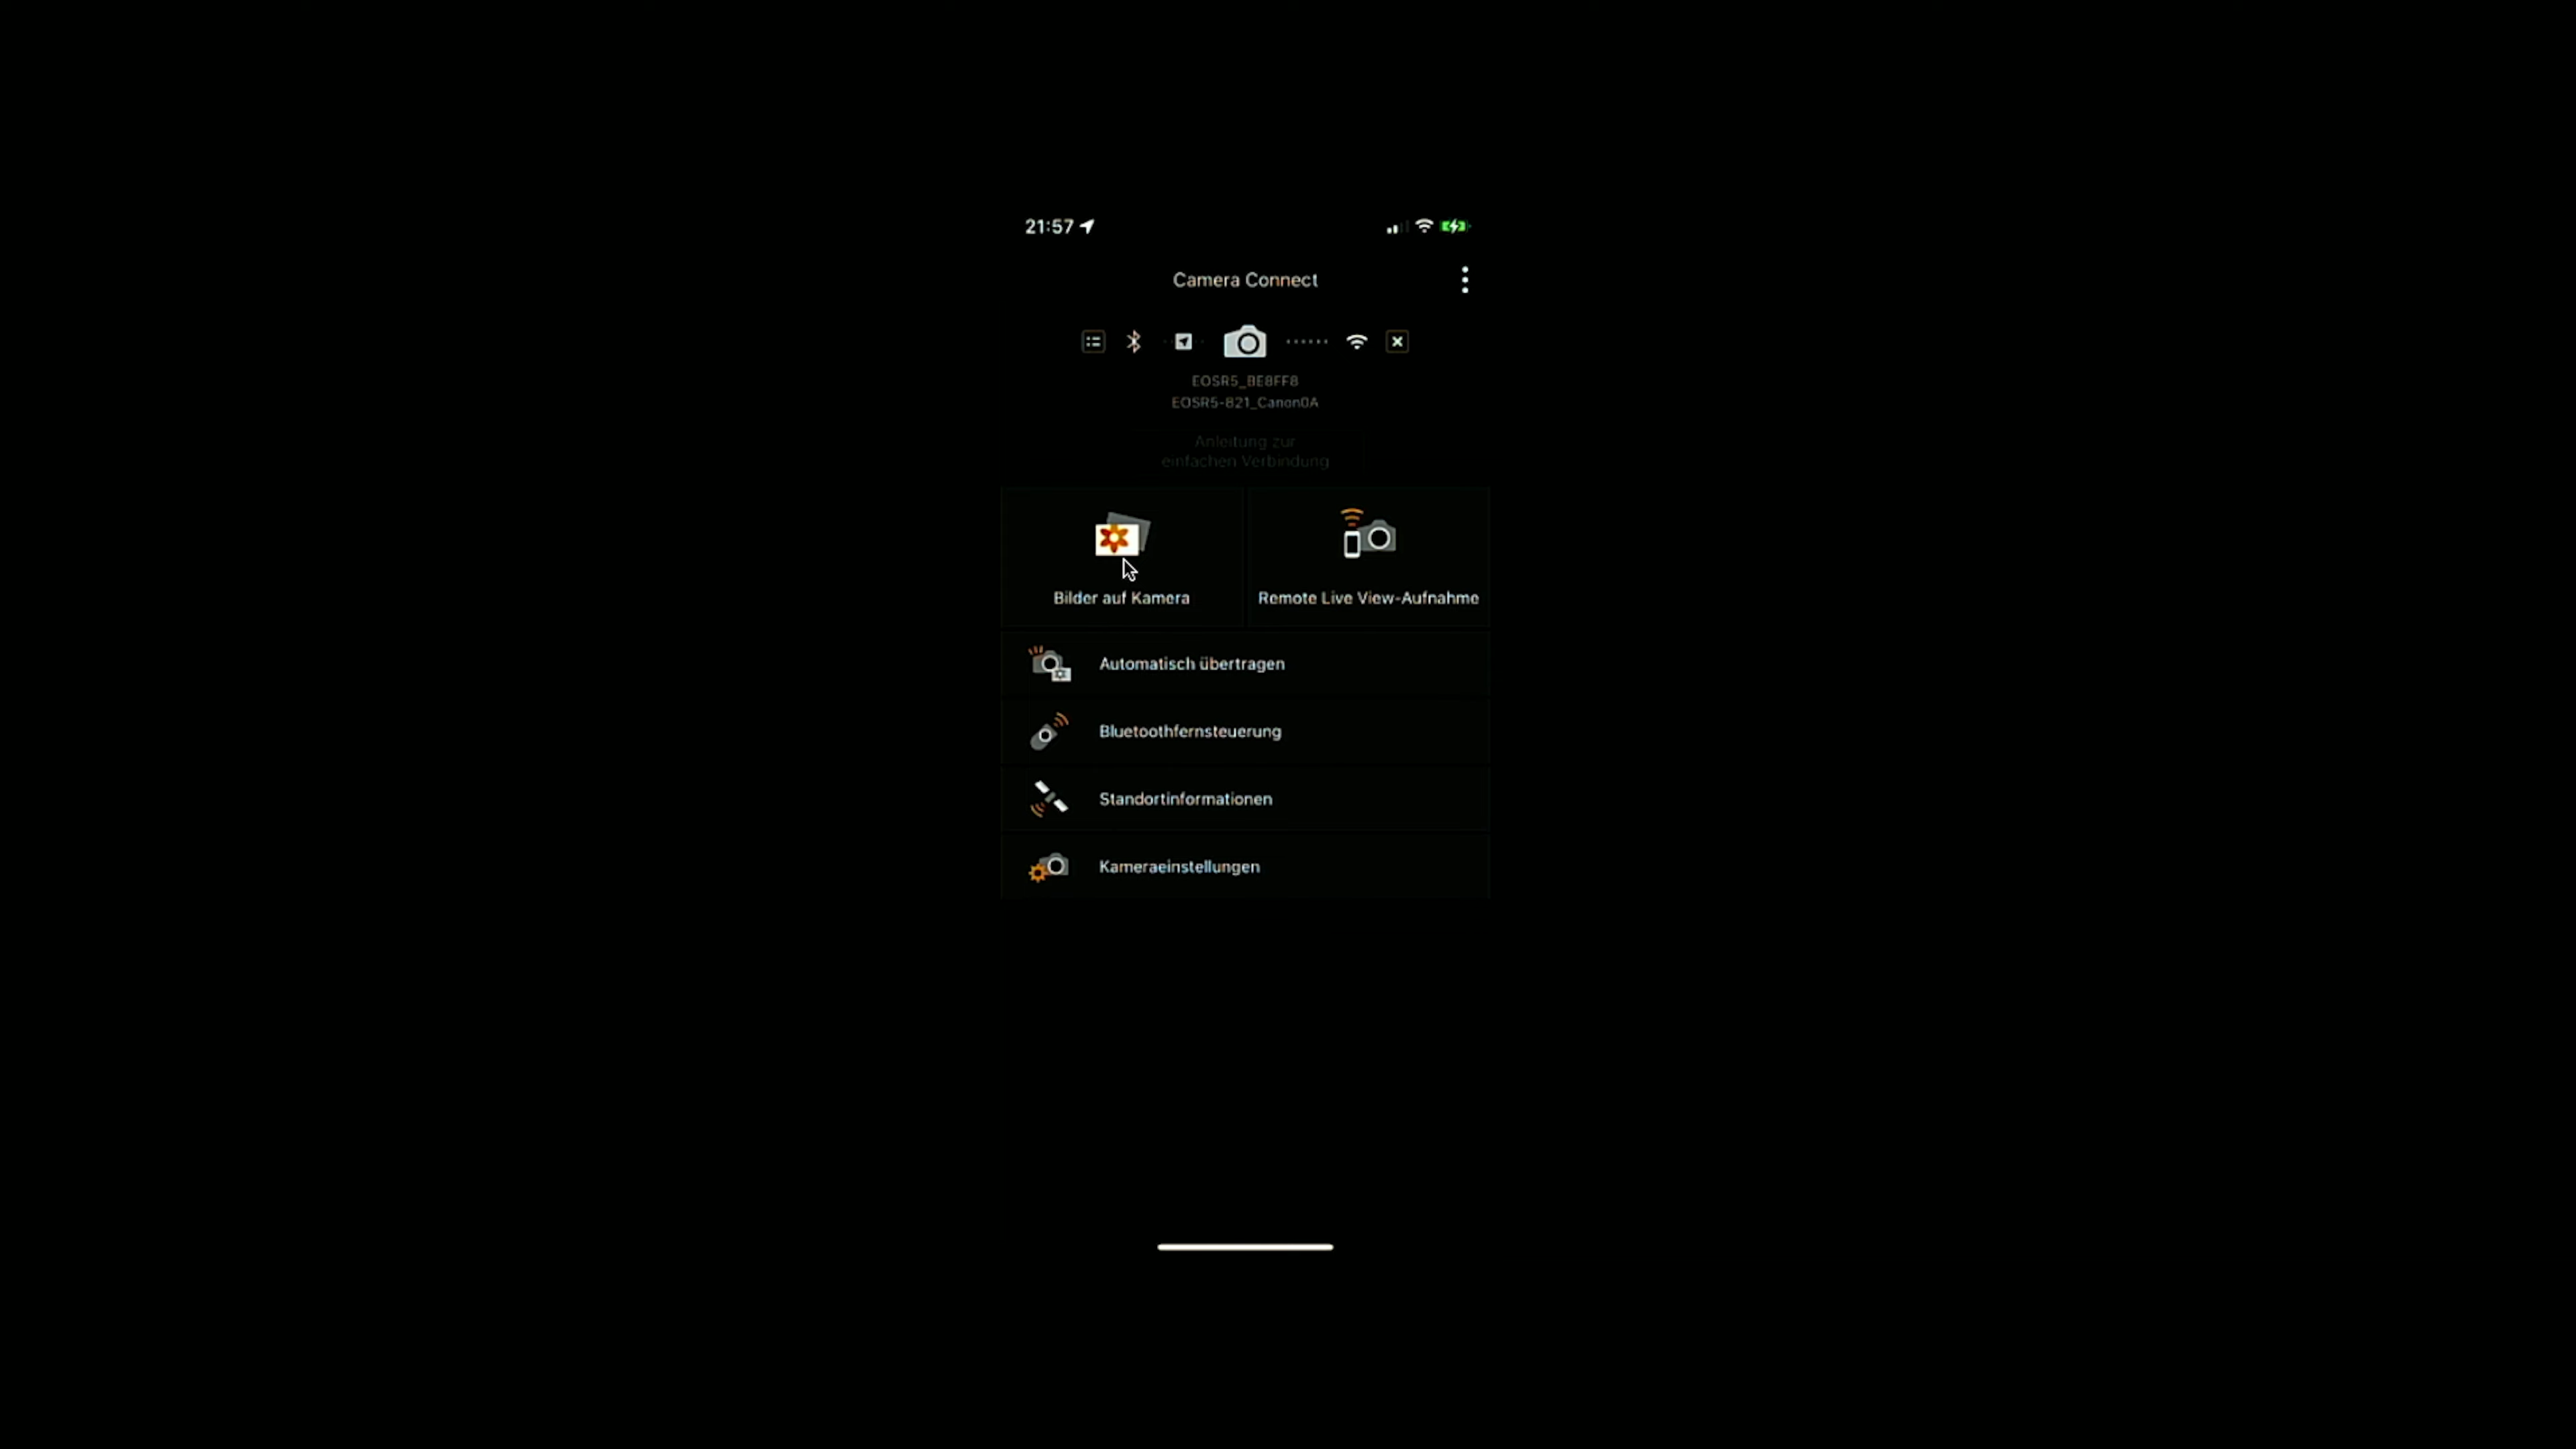 21:57
Camera Connect
EOSR5_BE8FF8
EOSR5-821_Canon0A
Anleitung zur
einfachen Verbindung
Bilder auf Kamera
Remote Live View-Aufnahme
Automatisch übertragen
Bluetoothfernsteuerung
Standortinformationen
Kameraeinstellungen